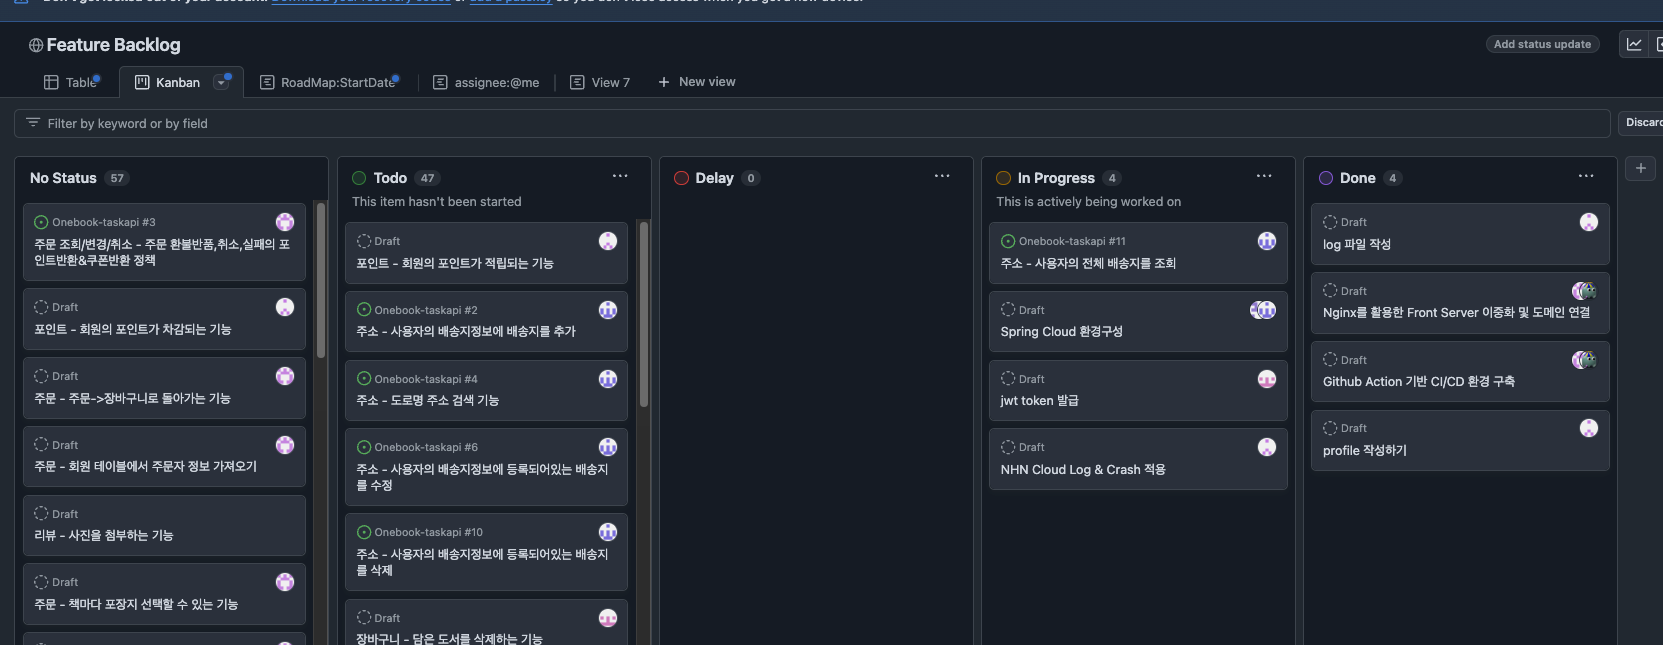 Feature Backlog
Add status update
Table
Kanban
RoadMap:StartDate
assignee:@me
View 7
+ New view
Filter by keyword or by field
Discard
No Status 57
Onebook-taskapi #3
주문 조회/변경/취소 - 주문 환불반품,취소,실패의 포
인트반환&쿠폰반환 정책
Draft
포인트 - 회원의 포인트가 차감되는 기능
Draft
주문 - 주문->장바구니로 돌아가는 기능
Draft
주문 - 회원 테이블에서 주문자 정보 가져오기
Draft
리뷰 - 사진을 첨부하는 기능
Draft
주문 - 책마다 포장지 선택할 수 있는 기능
Todo 47
This item hasn't been started
Draft
포인트 - 회원의 포인트가 적립되는 기능
Onebook-taskapi #2
주소 - 사용자의 배송지정보에 배송지를 추가
Onebook-taskapi #4
주소 - 도로명 주소 검색 기능
Onebook-taskapi #6
주소 - 사용자의 배송지정보에 등록되어있는 배송지
를 수정
Onebook-taskapi #10
주소 - 사용자의 배송지정보에 등록되어있는 배송지
를 삭제
Draft
장바구니 - 담은 도서를 삭제하는 기능
Delay 0
In Progress 4
This is actively being worked on
Onebook-taskapi #11
주소 - 사용자의 전체 배송지를 조회
Draft
Spring Cloud 환경구성
Draft
jwt token 발급
Draft
NHN Cloud Log & Crash 적용
Done 4
Draft
log 파일 작성
Draft
Nginx를 활용한 Front Server 이중화 및 도메인 연결
Draft
Github Action 기반 CI/CD 환경 구축
Draft
profile 작성하기